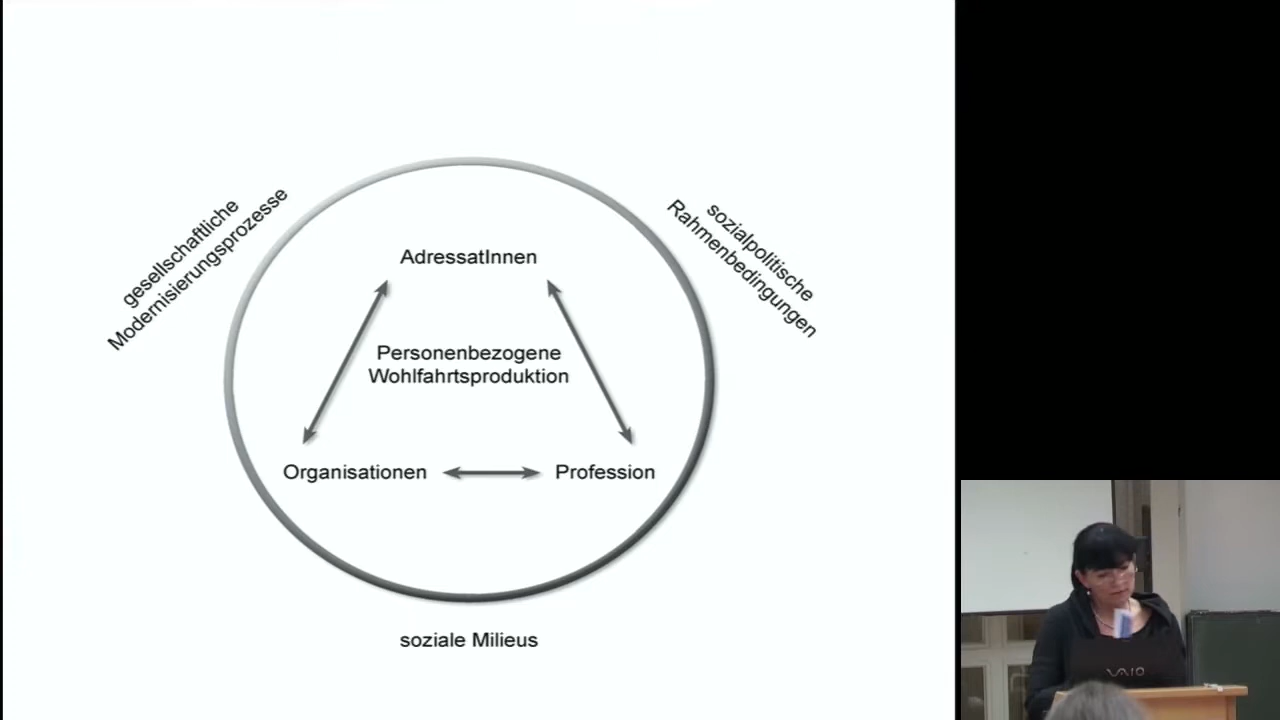 gesellschaftliche
Modernisierungsprozesse
sozialpolitische
Rahmenbedingungen
AdressatInnen
Personenbezogene
Wohlfahrtsproduktion
Organisationen
Profession
soziale Milieus
VAIO